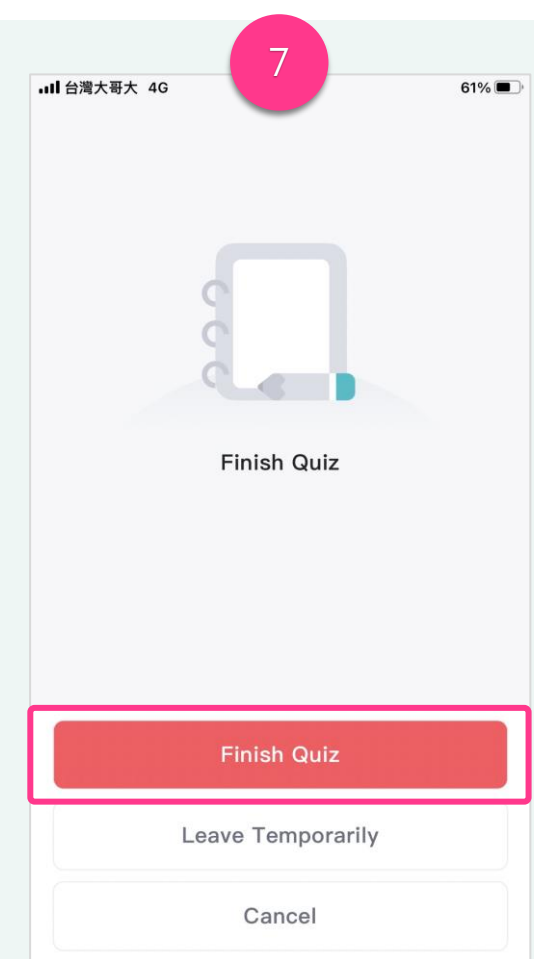 7
台灣大哥大 4G 61%
Finish Quiz
Finish Quiz
Leave Temporarily
Cancel